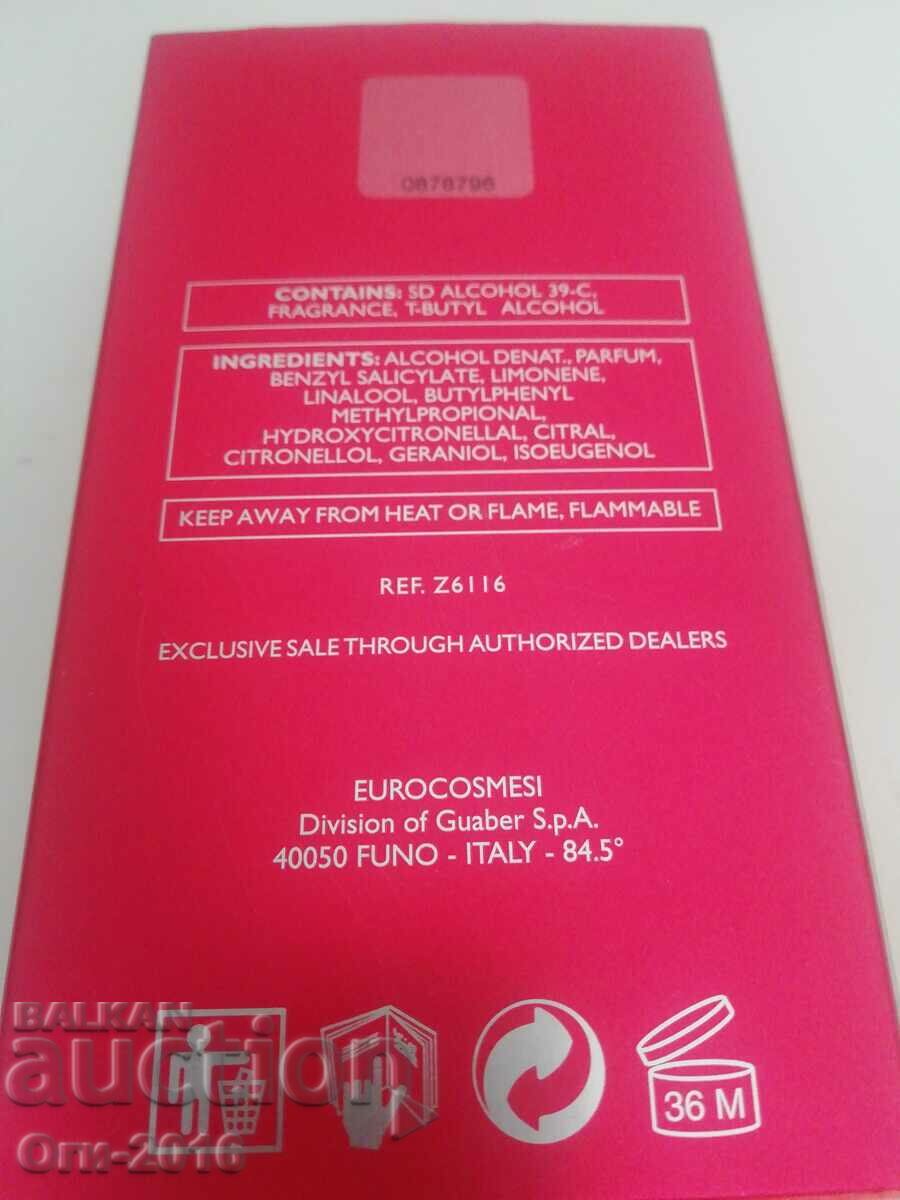 0878796
CONTAINS: SD ALCOHOL 39-C,
FRAGRANCE, T-BUTYL ALCOHOL
INGREDIENTS: ALCOHOL DENAT., PARFUM,
BENZYL SALICYLATE, LIMONENE,
LINALOOL, BUTYLPHENYL
METHYLPROPIONAL,
HYDROXYCITRONELLAL, CITRAL,
CITRONELLOL, GERANIOL, ISOEUGENOL
KEEP AWAY FROM HEAT OR FLAME, FLAMMABLE
REF. Z6116
EXCLUSIVE SALE THROUGH AUTHORIZED DEALERS
EUROCOSMESI
Division of Guaber S.p.A.
40050 FUNO - ITALY - 84.5°
BALKAN
auction
36 M
Ori-2016